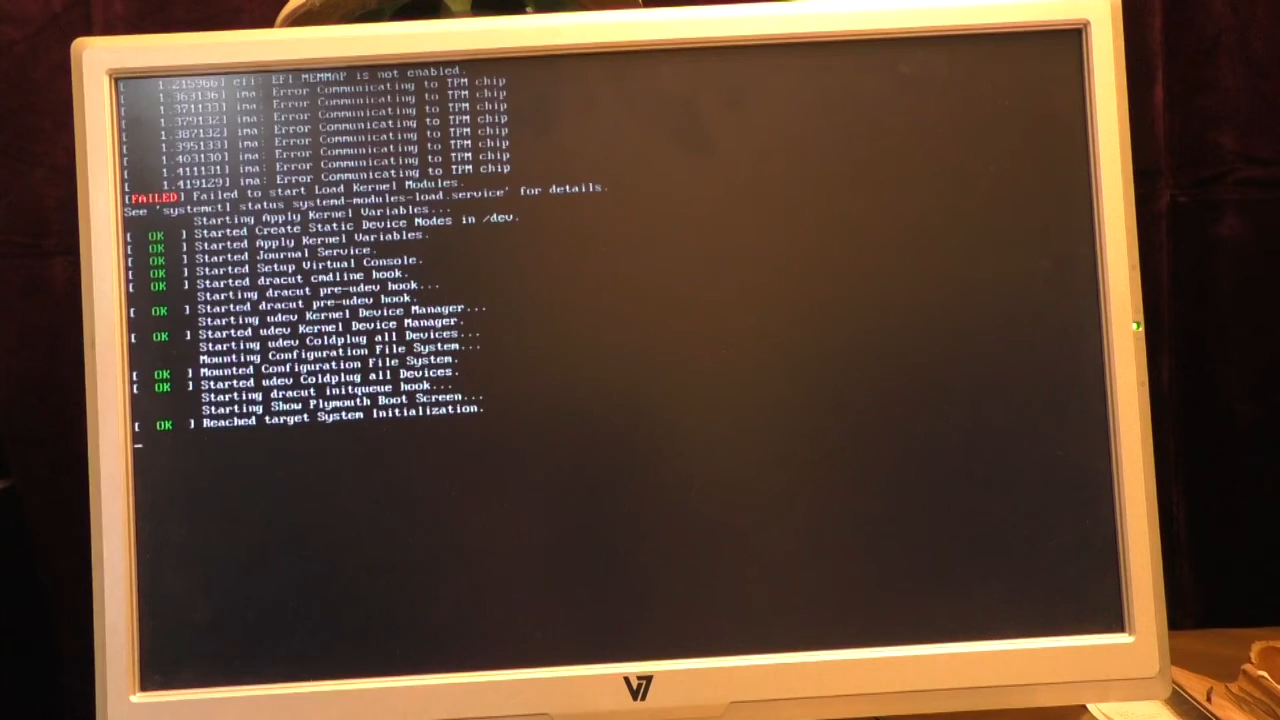 [    1.215966] efi: EFI_MEMMAP is not enabled.
[    1.363136] ima: Error Communicating to TPM chip
[    1.371133] ima: Error Communicating to TPM chip
[    1.379132] ima: Error Communicating to TPM chip
[    1.387132] ima: Error Communicating to TPM chip
[    1.395133] ima: Error Communicating to TPM chip
[    1.403130] ima: Error Communicating to TPM chip
[    1.411131] ima: Error Communicating to TPM chip
[    1.419129] ima: Error Communicating to TPM chip
[FAILED] Failed to start Load Kernel Modules.
See 'systemctl status systemd-modules-load.service' for details.
Starting Apply Kernel Variables...
[  OK  ] Started Create Static Device Nodes in /dev.
[  OK  ] Started Apply Kernel Variables.
[  OK  ] Started Journal Service.
[  OK  ] Started Setup Virtual Console.
[  OK  ] Started dracut cmdline hook.
Starting dracut pre-udev hook...
[  OK  ] Started dracut pre-udev hook.
Starting udev Kernel Device Manager...
[  OK  ] Started udev Kernel Device Manager.
Starting udev Coldplug all Devices...
Mounting Configuration File System...
[  OK  ] Mounted Configuration File System.
[  OK  ] Started udev Coldplug all Devices.
Starting dracut initqueue hook...
Starting Show Plymouth Boot Screen...
[  OK  ] Reached target System Initialization.
V7